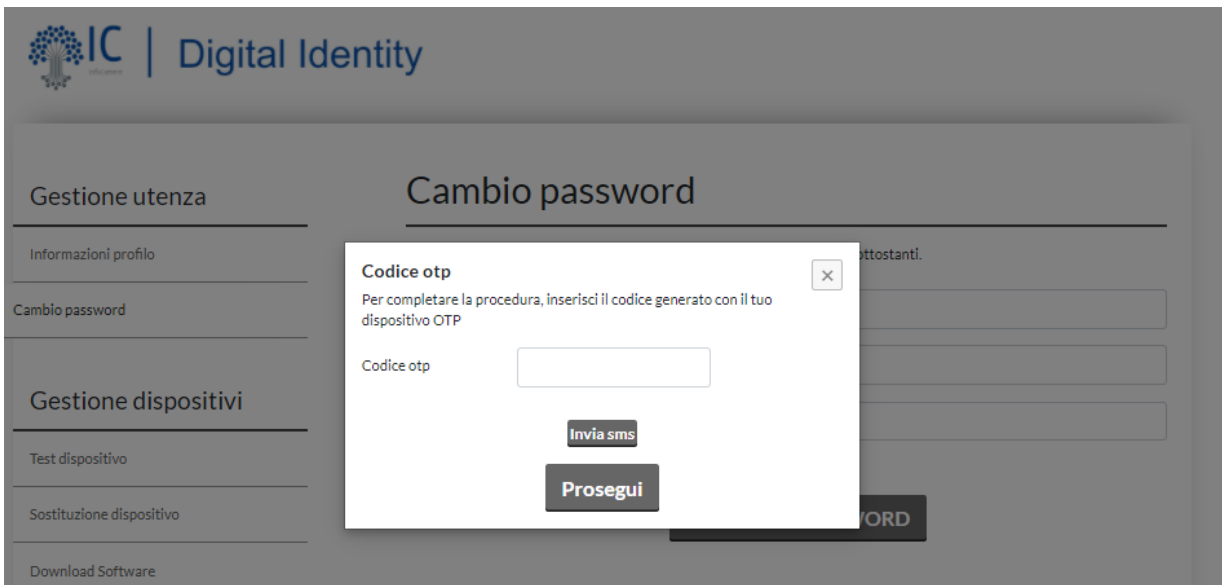 IC | Digital Identity
Gestione utenza
Informazioni profilo
Cambio password
Gestione dispositivi
Test dispositivo
Sostituzione dispositivo
Download Software
Cambio password
ottostanti.
Codice otp
Per completare la procedura, inserisci il codice generato con il tuo
dispositivo OTP
Codice otp
Invia sms
Prosegui
WORD